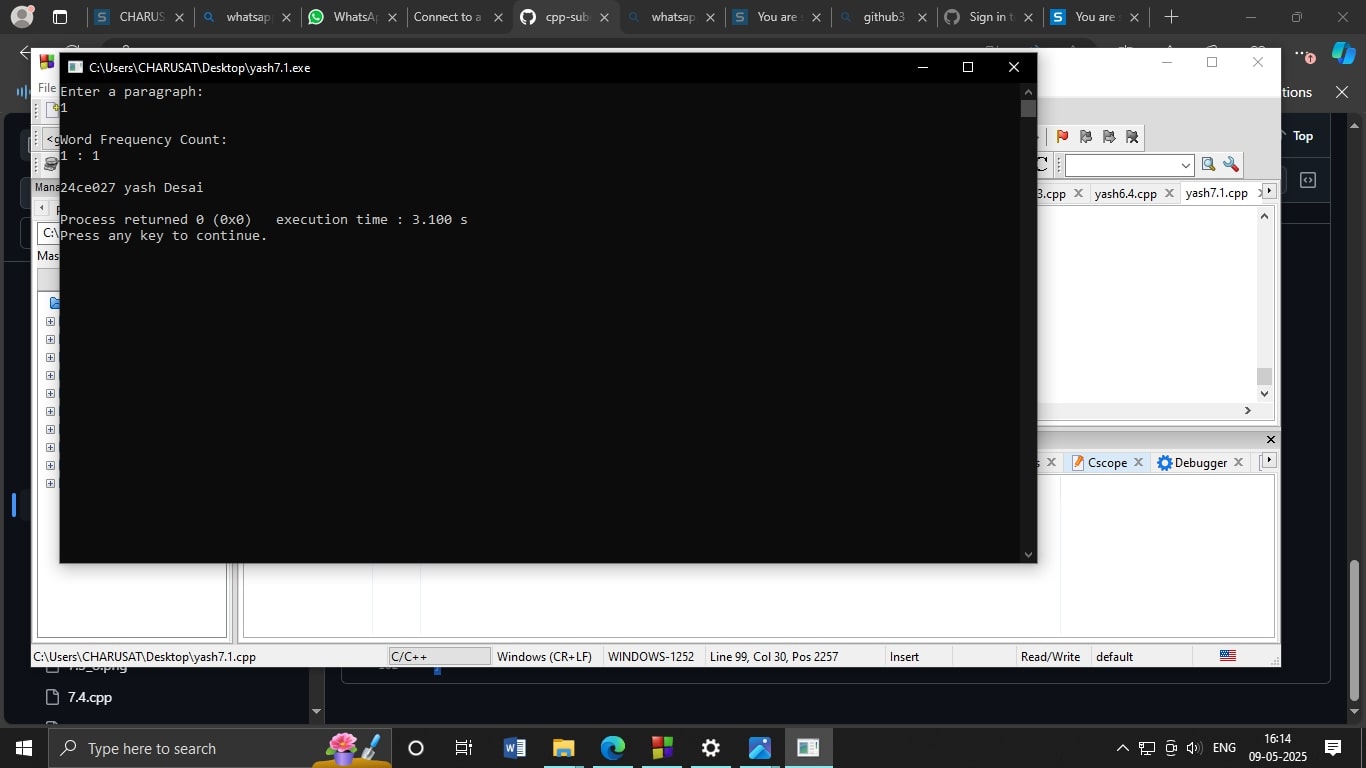 CHARUS
whatsap
WhatsA
Connect to a
cpp-sub
whatsap
You are
github3
Sign in t
You are
C:\Users\CHARUSAT\Desktop\yash7.1.exe
File
tions
Enter a paragraph:
1
Word Frequency Count:
1 : 1
24ce027 yash Desai
Process returned 0 (0x0)   execution time : 3.100 s
Press any key to continue.
Top
<g
C
Mana
3.cpp
yash6.4.cpp
yash7.1.cpp
C:\
Mas
s
Cscope
Debugger
C:\Users\CHARUSAT\Desktop\yash7.1.cpp
C/C++
Windows (CR+LF)
WINDOWS-1252
Line 99, Col 30, Pos 2257
Insert
Read/Write
default
7.4.cpp
Type here to search
ENG
16:14
09-05-2025